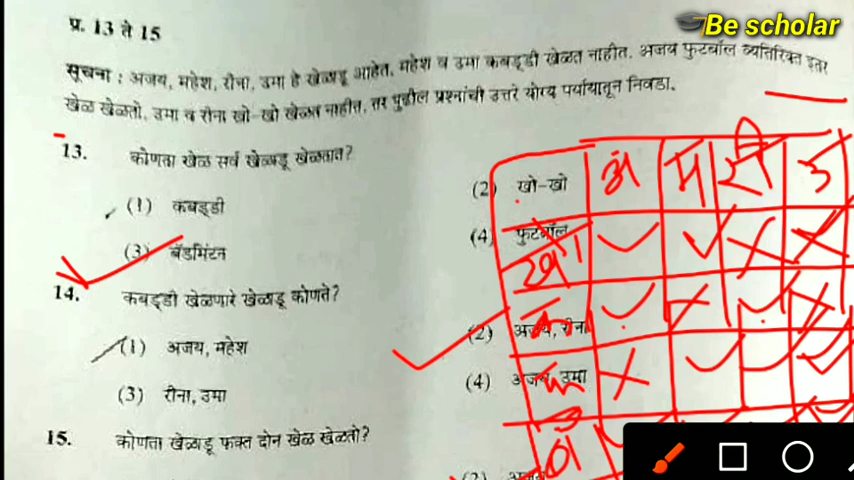 Be scholar
प्र. 13 ते 15
सूचना : अजय, महेश, रीना, उमा हे खेळाडू आहेत. महेश व उमा कबड्डी खेळत नाहीत. अजय फुटबॉल व्यतिरिक्त इतर
खेळ खेळतो, उमा व रीना खो-खो खेळत नाहीत, तर पुढील प्रश्नांची उत्तरे योग्य पर्यायातून निवडा.
13. कोणता खेळ सर्व खेळाडू खेळतात?
(1) कबड्डी (2) खो-खो
(3) बॅडमिंटन (4) फुटबॉल
14. कबड्डी खेळणारे खेळाडू कोणते?
(1) अजय, महेश (2) अजय, रीना
(3) रीना, उमा (4) अजय, उमा
15. कोणता खेळाडू फक्त दोन खेळ खेळतो?
अ म री उ